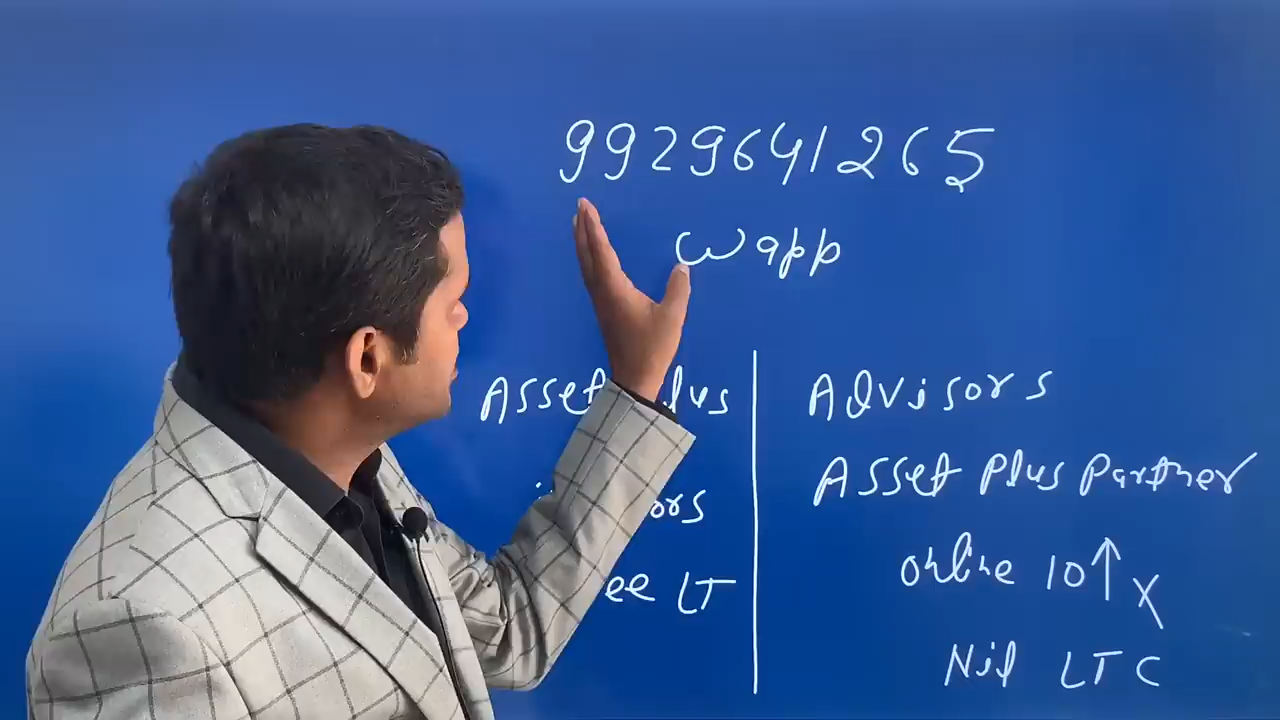 9929641265
wapp
Asset
Advisors
Asset Plus Partner
online 10↑ X
Nil LTC
ors
ee LT